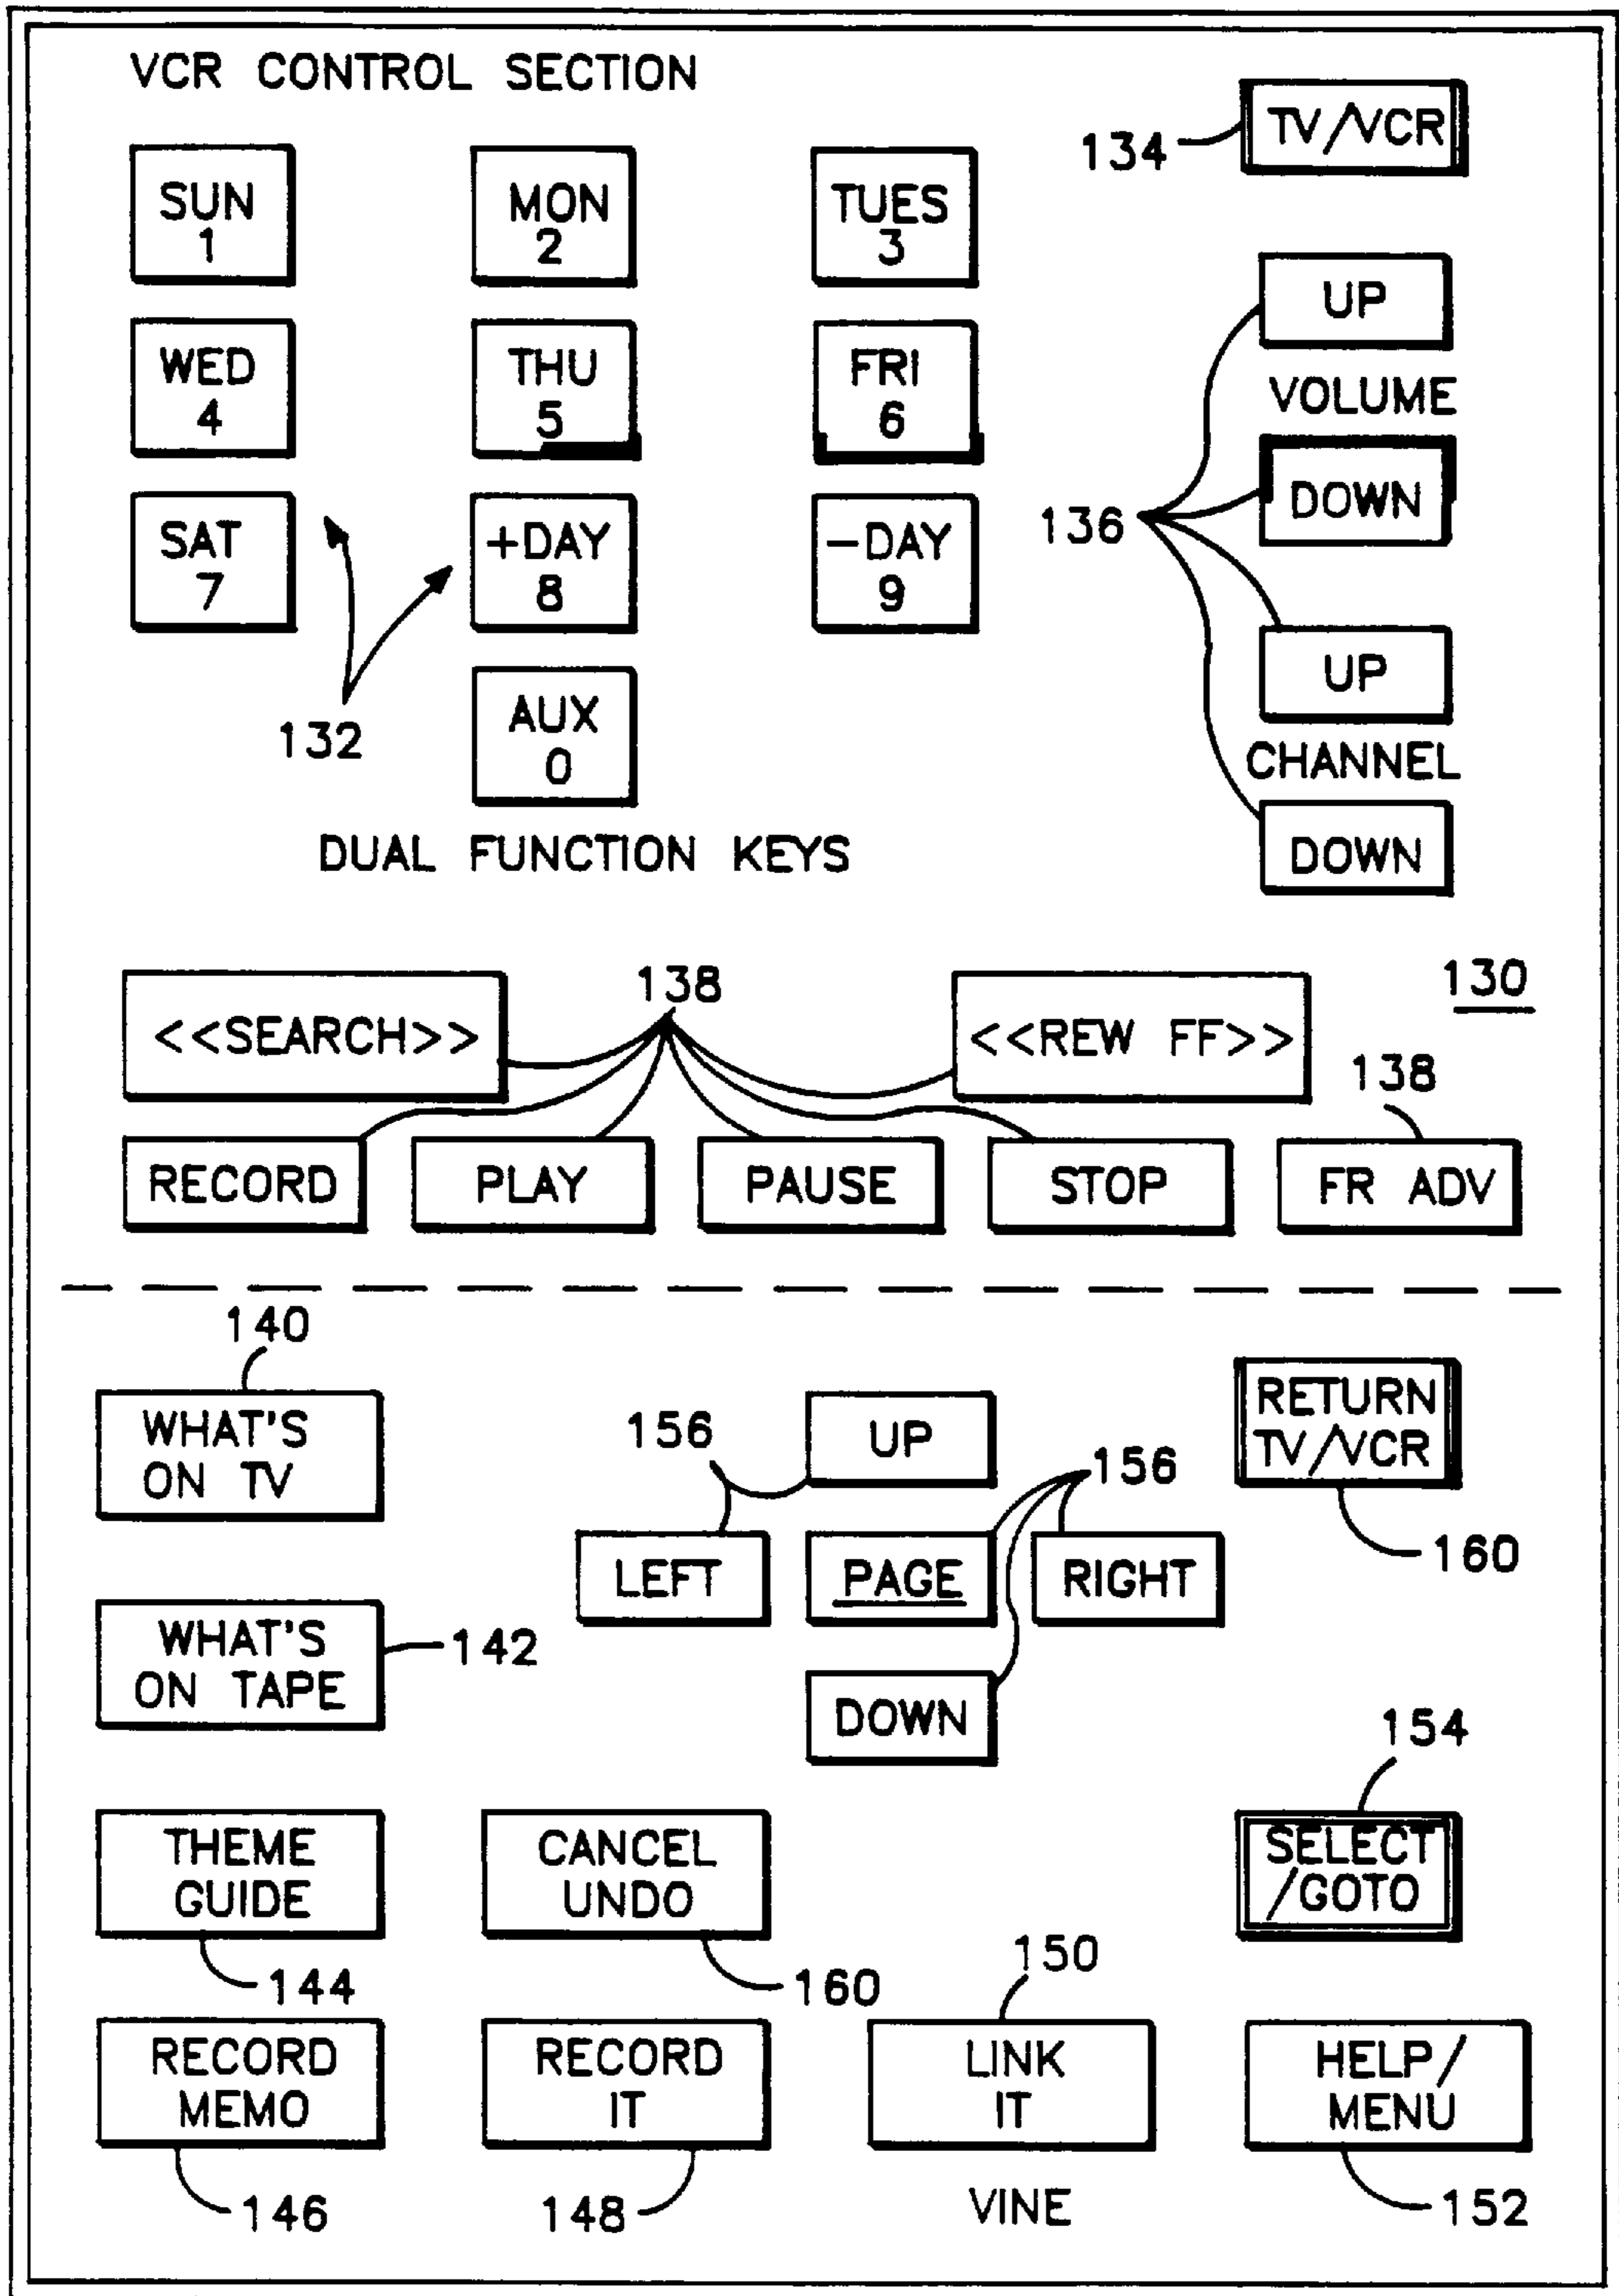 VCR CONTROL SECTION
134
TV/VCR
SUN
1
MON
2
TUES
3
UP
VOLUME
DOWN
WED
4
THU
5
FRI
6
136
SAT
7
+DAY
8
-DAY
9
UP
CHANNEL
DOWN
132
AUX
0
DUAL FUNCTION KEYS
138
130
<<SEARCH>>
<<REW FF>>
138
RECORD
PLAY
PAUSE
STOP
FR ADV
140
WHAT'S
ON TV
156
UP
156
RETURN
TV/VCR
160
LEFT
PAGE
RIGHT
WHAT'S
ON TAPE
142
DOWN
154
THEME
GUIDE
CANCEL
UNDO
SELECT
/GOTO
144
160
150
RECORD
MEMO
RECORD
IT
LINK
IT
HELP/
MENU
146
148
VINE
152